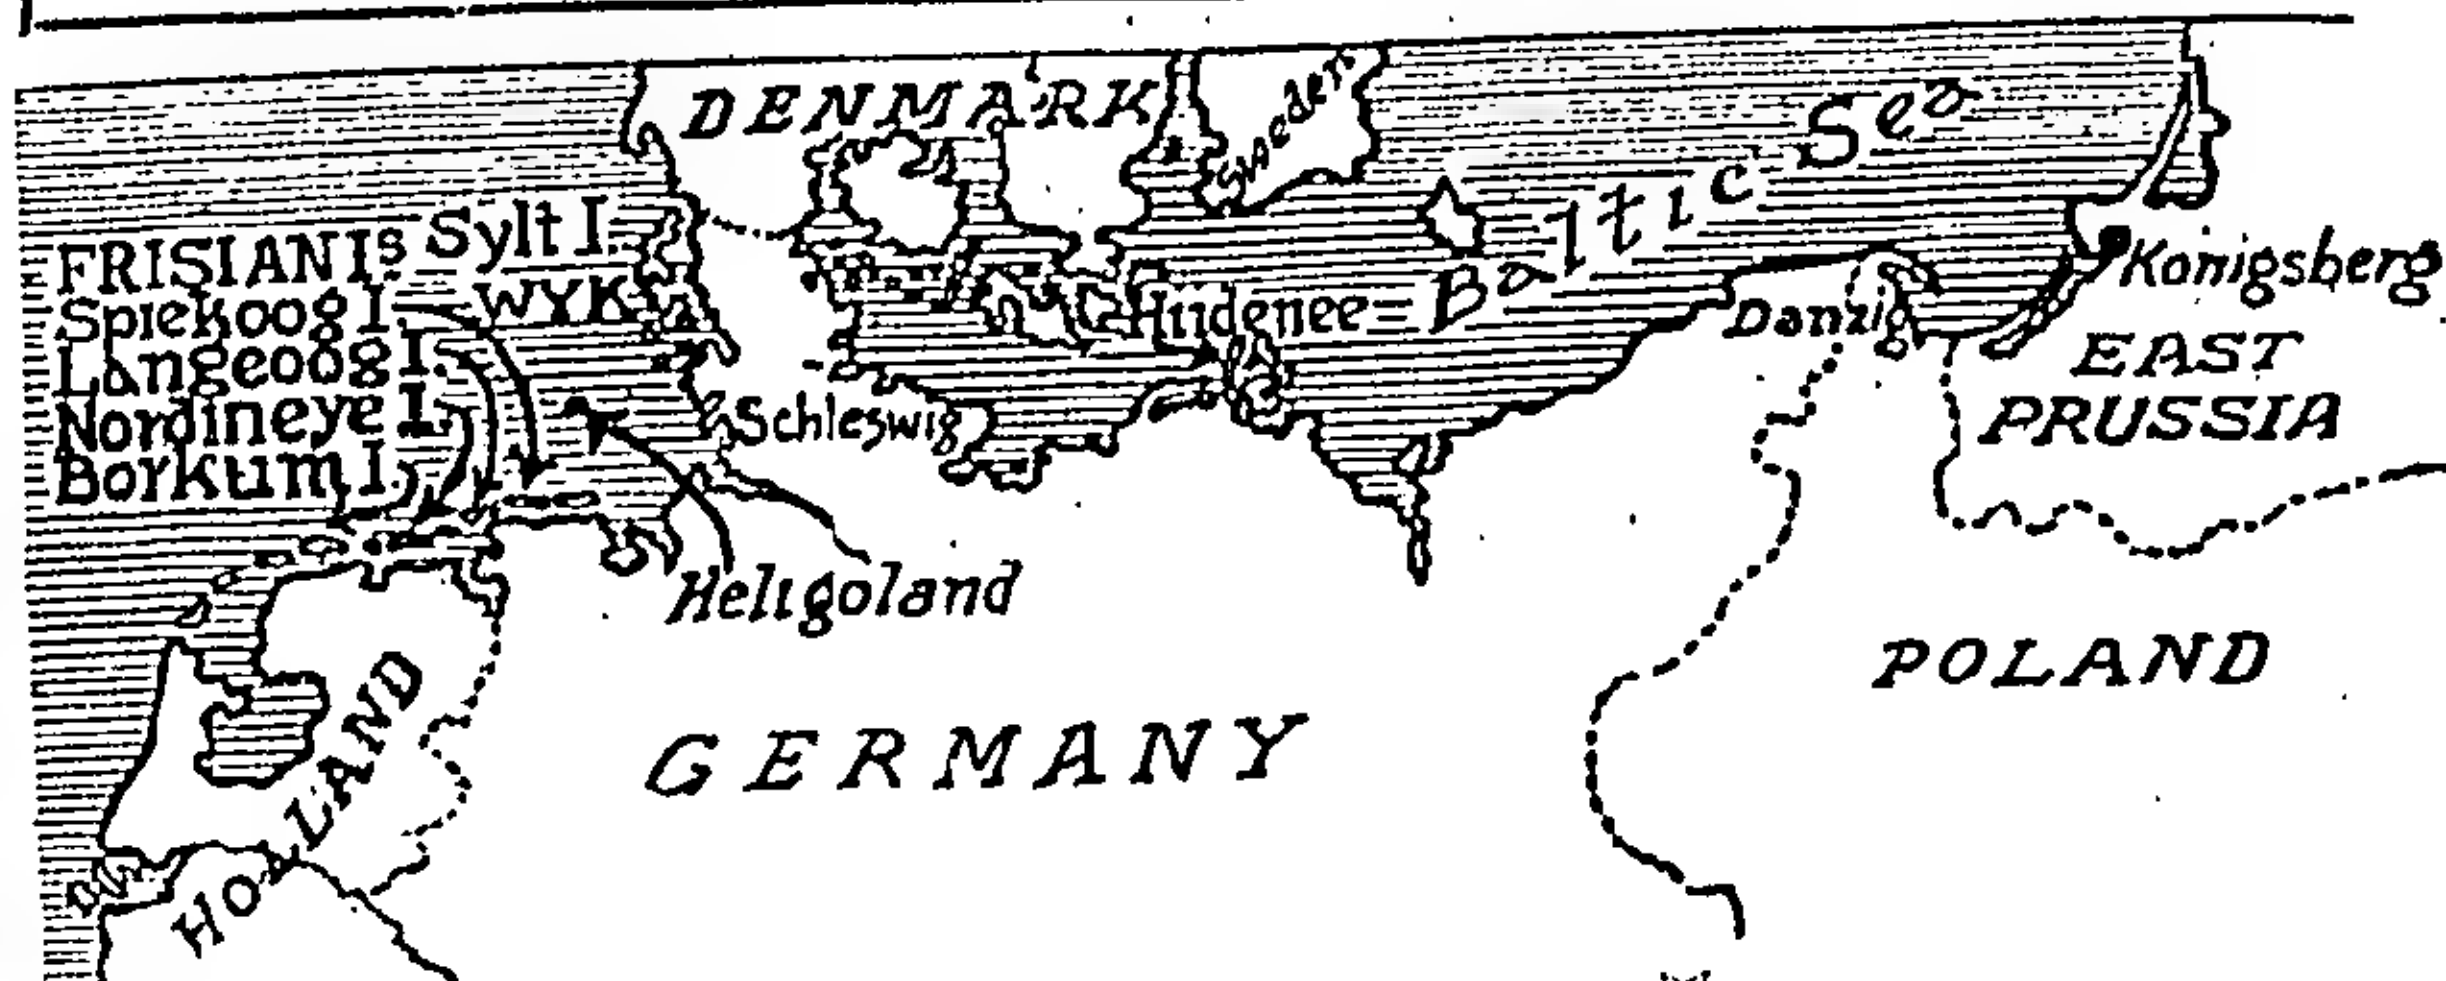 DENMARK
Sweden
Baltic Sea
FRISIAN Is
Sylt I.
Spiekoog I.
WYK
Langeoog I.
Nordineye I.
Borkum I.
Hiidenee
Konigsberg
Danzig
EAST
PRUSSIA
Schleswig
Heligoland
HOLLAND
GERMANY
POLAND